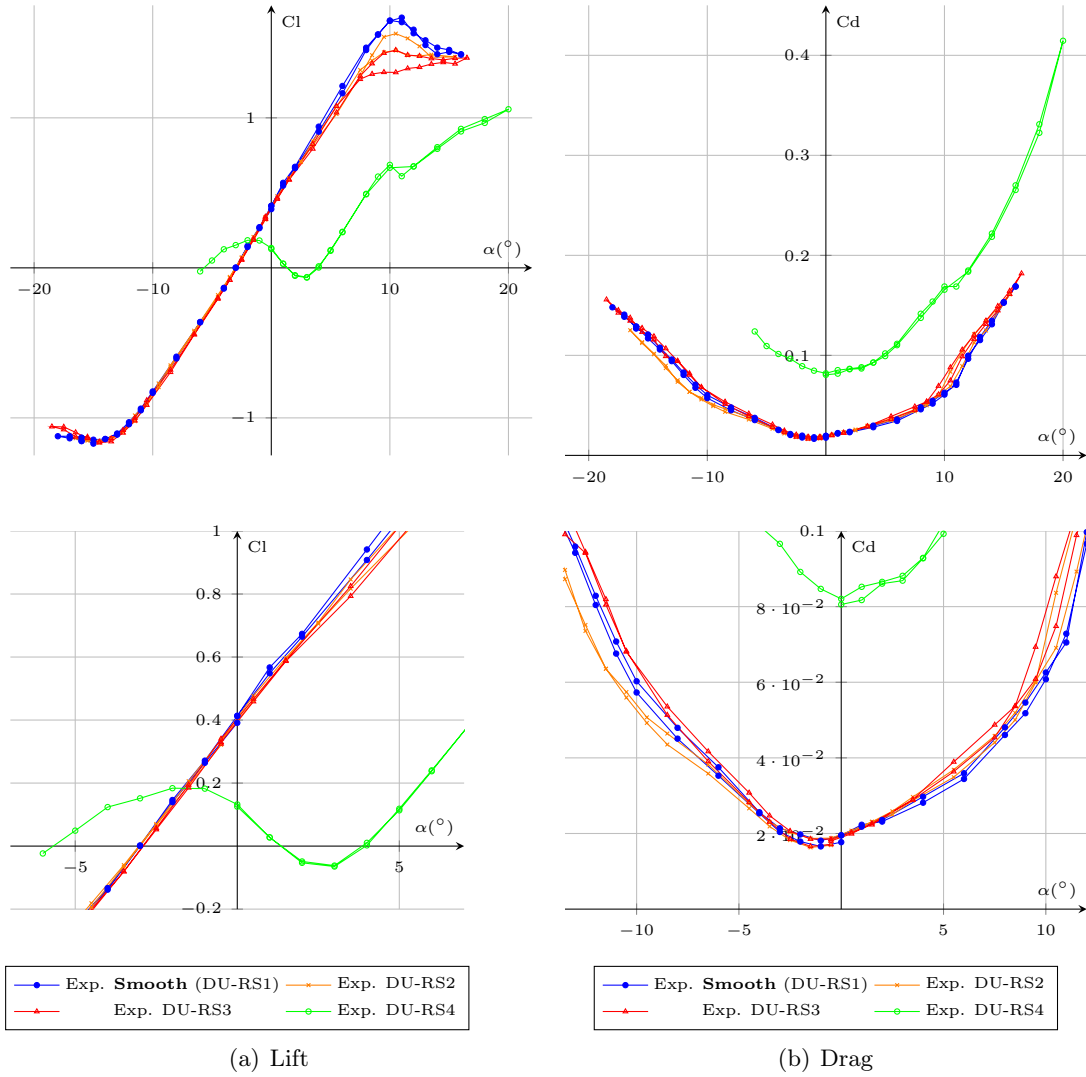 Cl
1
α(°)
−20
−10
10
20
−1
Cd
0.4
0.3
0.2
0.1
α(°)
−20
−10
10
20
1
Cl
0.8
0.6
0.4
0.2
α(°)
−5
5
−0.2
0.1
Cd
8 · 10⁻²
6 · 10⁻²
4 · 10⁻²
2 · 10⁻²
α(°)
−10
−5
5
10
Exp. Smooth (DU-RS1) Exp. DU-RS2
Exp. DU-RS3 Exp. DU-RS4
Exp. Smooth (DU-RS1) Exp. DU-RS2
Exp. DU-RS3 Exp. DU-RS4
(a) Lift
(b) Drag